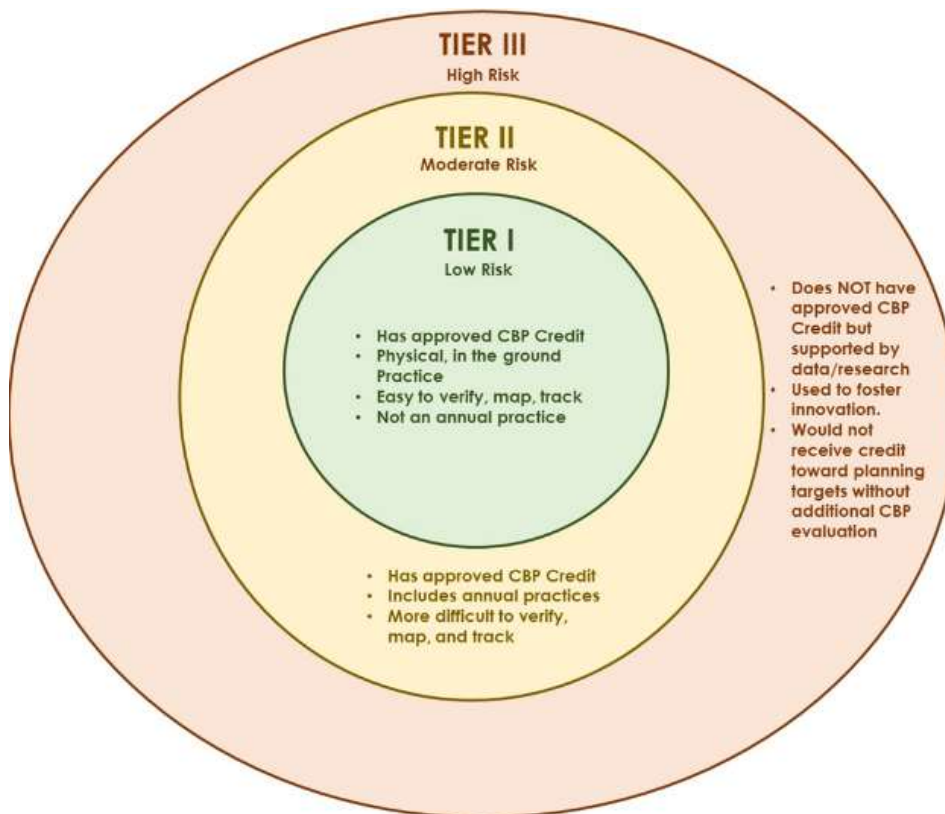 TIER III
High Risk
TIER II
Moderate Risk
TIER I
Low Risk
• Has approved CBP Credit
• Physical, in the ground
Practice
• Easy to verify, map, track
• Not an annual practice
• Does NOT have
approved CBP
Credit but
supported by
data/research
• Used to foster
innovation.
• Would not
receive credit
toward planning
targets without
additional CBP
evaluation
• Has approved CBP Credit
• Includes annual practices
• More difficult to verify,
map, and track